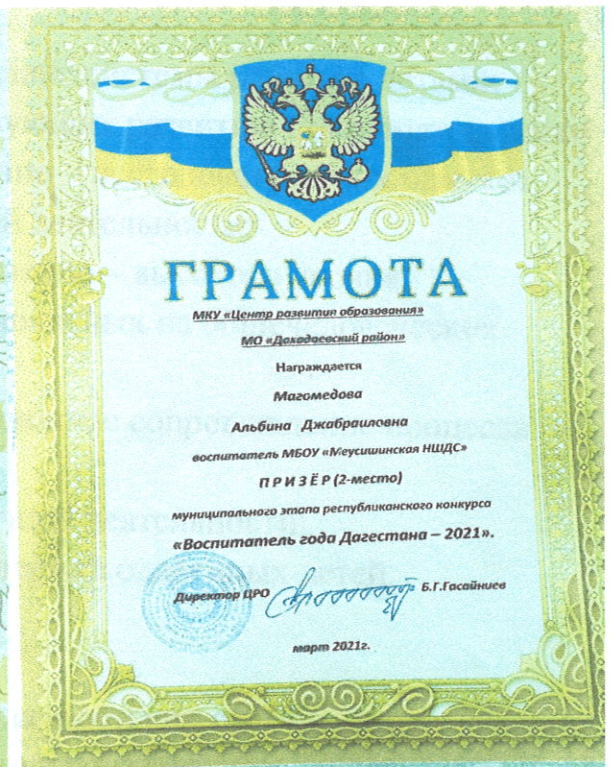 ГРАМОТА
МКУ «Центр развития образования»
МО «Дахадаевский район»
Награждается
Магомедова
Альбина Джабраиловна
воспитатель МБОУ «Меусишинская НШДС»
П Р И З Ё Р (2-место)
муниципального этапа республиканского конкурса
«Воспитатель года Дагестана – 2021».
Директор ЦРО Б.Г.Гасайниев
март 2021г.